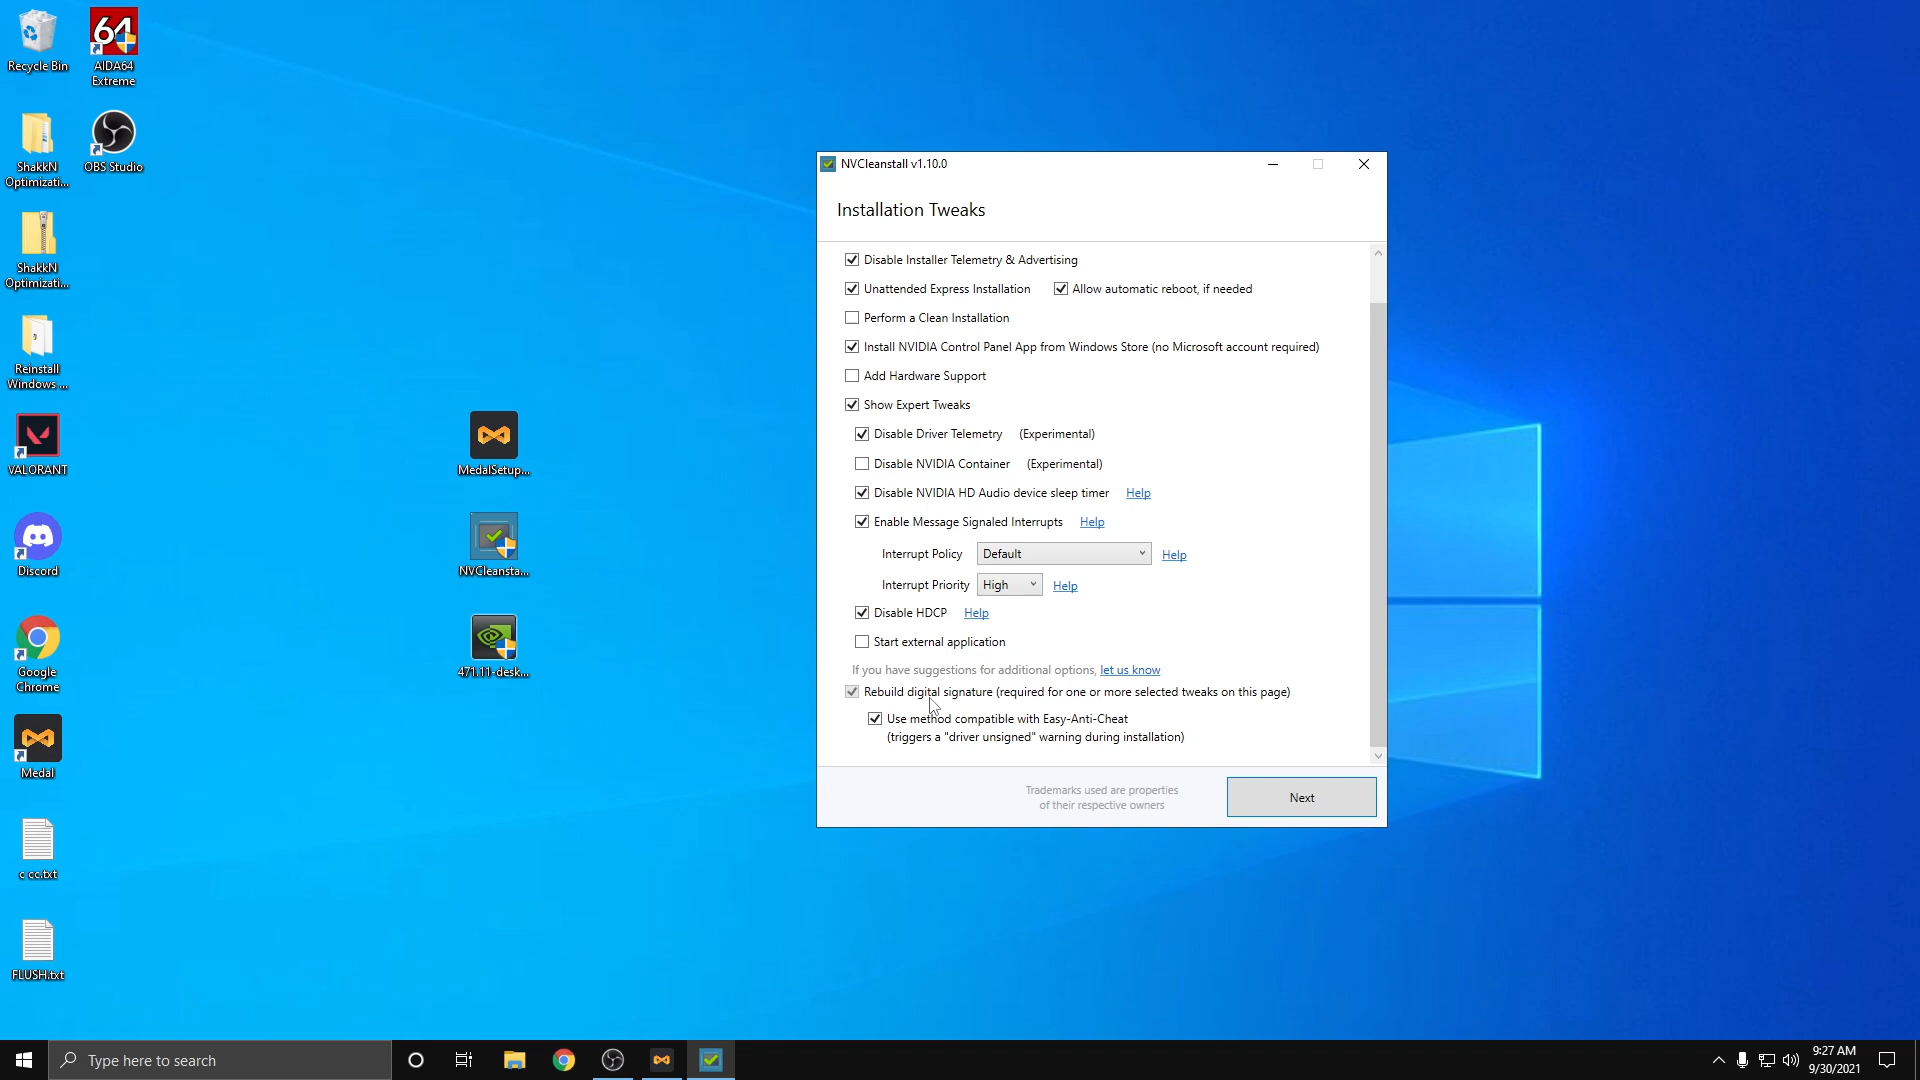 Recycle Bin
AIDA64
Extreme
ShakkN
Optimizati...
OBS Studio
ShakkN
Optimizati...
Reinstall
Windows ...
VALORANT
Discord
Google
Chrome
Medal
c cc.txt
FLUSH.txt
MedalSetup...
NVCleansta...
471.11-desk...
NVCleanstall v1.10.0
Installation Tweaks
Disable Installer Telemetry & Advertising
Unattended Express Installation Allow automatic reboot, if needed
Perform a Clean Installation
Install NVIDIA Control Panel App from Windows Store (no Microsoft account required)
Add Hardware Support
Show Expert Tweaks
Disable Driver Telemetry (Experimental)
Disable NVIDIA Container (Experimental)
Disable NVIDIA HD Audio device sleep timer Help
Enable Message Signaled Interrupts Help
Interrupt Policy Default Help
Interrupt Priority High Help
Disable HDCP Help
Start external application
If you have suggestions for additional options, let us know
Rebuild digital signature (required for one or more selected tweaks on this page)
Use method compatible with Easy-Anti-Cheat
(triggers a "driver unsigned" warning during installation)
Trademarks used are properties
of their respective owners
Next
Type here to search
9:27 AM
9/30/2021
64